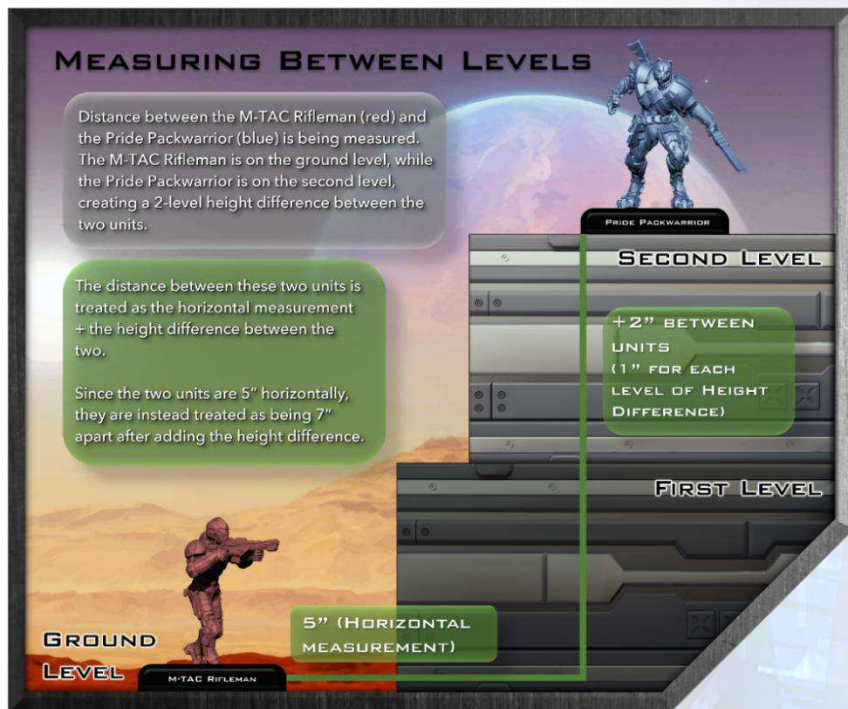 Measuring Between Levels
Distance between the M-TAC Rifleman (red) and
the Pride Packwarrior (blue) is being measured.
The M-TAC Rifleman is on the ground level, while
the Pride Packwarrior is on the second level,
creating a 2-level height difference between the
two units.
Pride Packwarrior
Second Level
The distance between these two units is
treated as the horizontal measurement
+ the height difference between the
two.
Since the two units are 5” horizontally,
they are instead treated as being 7”
apart after adding the height difference.
+2” between
units
(1” for each
level of Height
Difference)
First Level
5” (Horizontal
measurement)
Ground
Level
M-TAC Rifleman